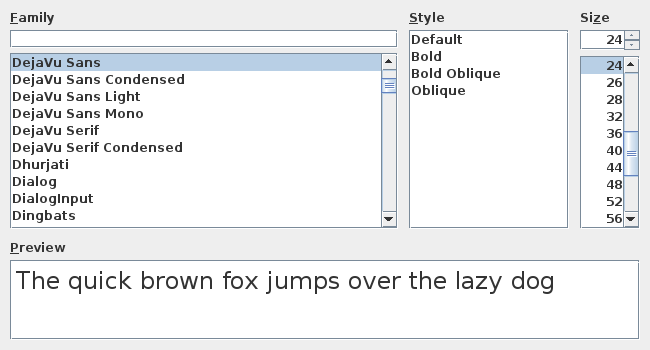 Family
DejaVu Sans
DejaVu Sans Condensed
DejaVu Sans Light
DejaVu Sans Mono
DejaVu Serif
DejaVu Serif Condensed
Dhurjati
Dialog
DialogInput
Dingbats
Style
Default
Bold
Bold Oblique
Oblique
Size
24
24
26
28
32
36
40
44
48
52
56
Preview
The quick brown fox jumps over the lazy dog